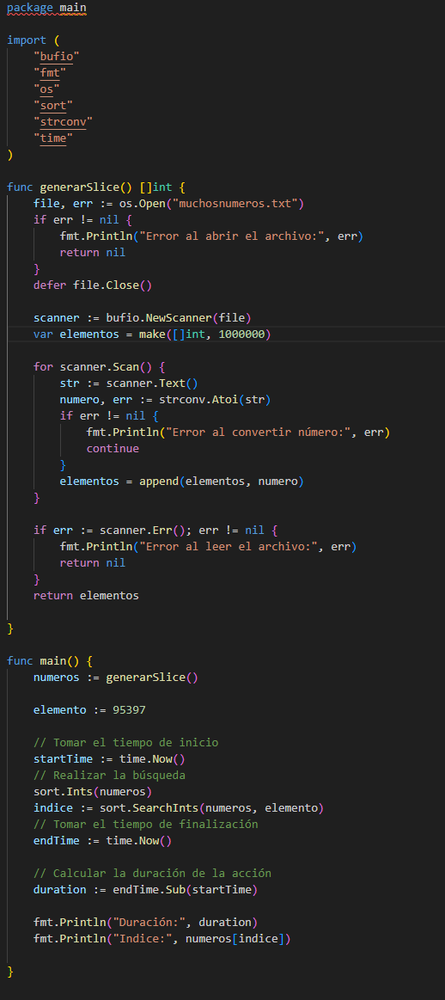 package main
import (
"bufio"
"fmt"
"os"
"sort"
"strconv"
"time"
)
func generarSlice() []int {
file, err := os.Open("muchosnumeros.txt")
if err != nil {
fmt.Println("Error al abrir el archivo:", err)
return nil
}
defer file.Close()
scanner := bufio.NewScanner(file)
var elementos = make([]int, 1000000)
for scanner.Scan() {
str := scanner.Text()
numero, err := strconv.Atoi(str)
if err != nil {
fmt.Println("Error al convertir número:", err)
continue
}
elementos = append(elementos, numero)
}
if err := scanner.Err(); err != nil {
fmt.Println("Error al leer el archivo:", err)
return nil
}
return elementos
}
func main() {
numeros := generarSlice()
elemento := 95397
// Tomar el tiempo de inicio
startTime := time.Now()
// Realizar la búsqueda
sort.Ints(numeros)
indice := sort.SearchInts(numeros, elemento)
// Tomar el tiempo de finalización
endTime := time.Now()
// Calcular la duración de la acción
duration := endTime.Sub(startTime)
fmt.Println("Duración:", duration)
fmt.Println("Indice:", numeros[indice])
}